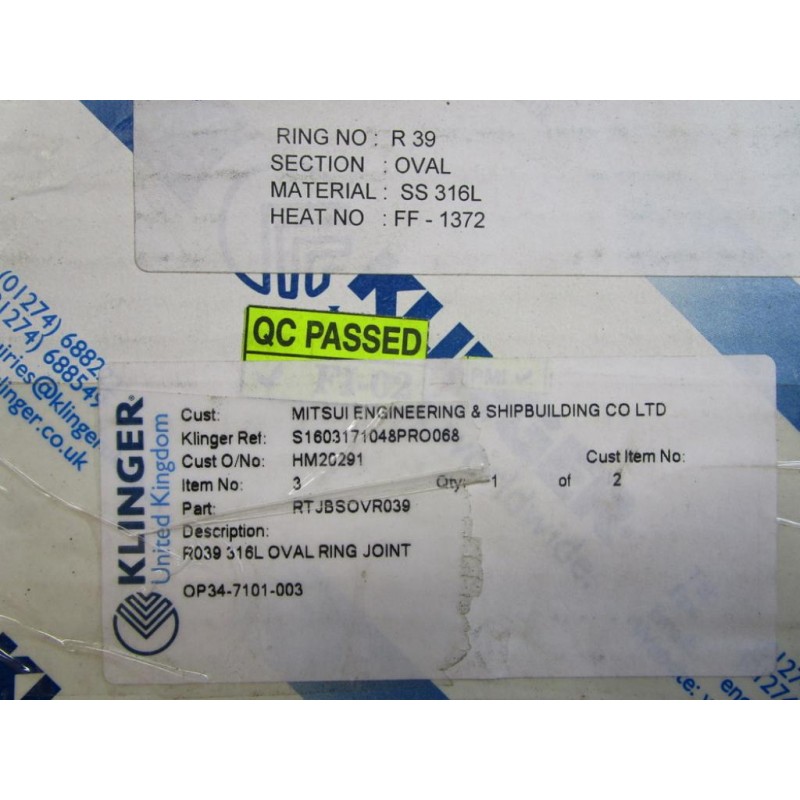 RING NO : R 39
SECTION : OVAL
MATERIAL : SS 316L
HEAT NO : FF - 1372
(01274) 6882
1274) 68854
iries@klinger
klinger.co.uk
QC PASSED
KLINGER
United Kingdom
Cust: MITSUI ENGINEERING & SHIPBUILDING CO LTD
Klinger Ref: S1603171048PRO068
Cust O/No: HM20291 Cust Item No:
Item No: 3 Qty: 1 of 2
Part: RTJBSOVR039
Description:
R039 316L OVAL RING JOINT
OP34-7101-003